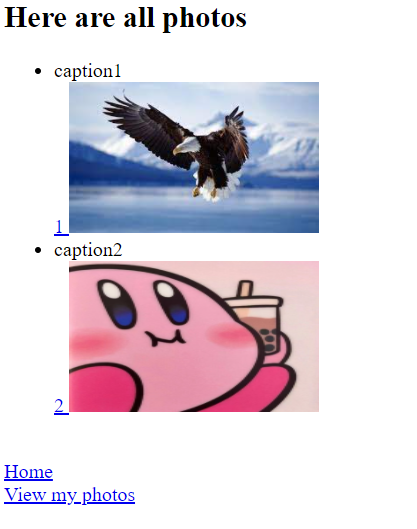 Here are all photos
caption1
1
caption2
2
Home
View my photos